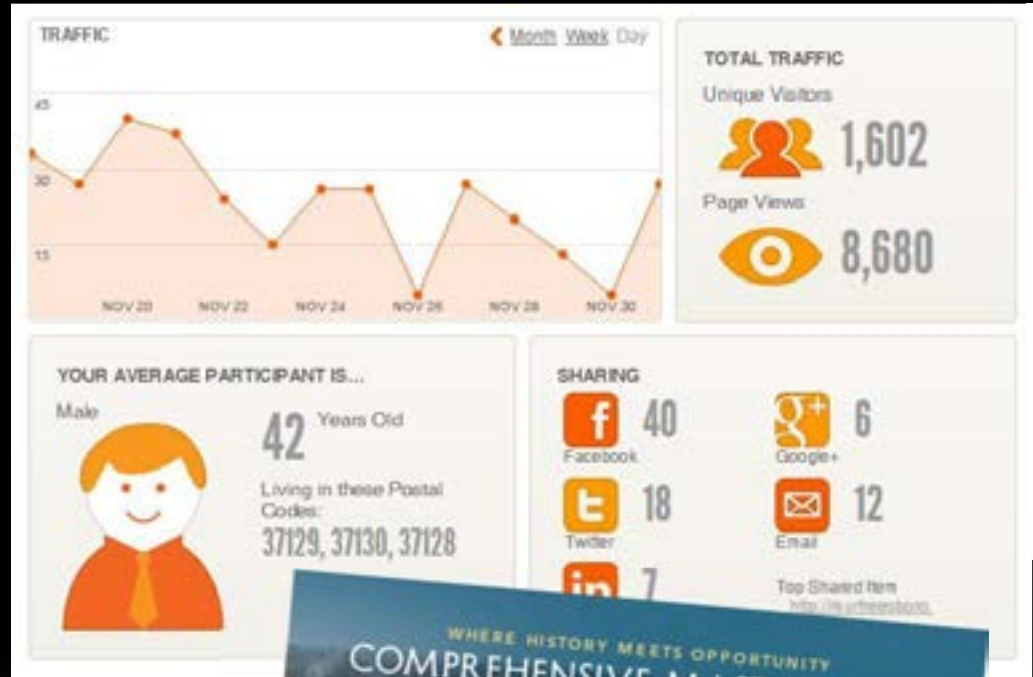 TRAFFIC
Month Week Day
45
30
15
NOV 20 NOV 22 NOV 24 NOV 26 NOV 28 NOV 30
TOTAL TRAFFIC
Unique Visitors
1,602
Page Views
8,680
YOUR AVERAGE PARTICIPANT IS...
Male
42 Years Old
Living in these Postal
Codes:
37129, 37130, 37128
SHARING
f 40
Facebook
g+ 6
Google+
t 18
Twitter
12
Email
in 7
Top Shared Item
WHERE HISTORY MEETS OPPORTUNITY
COMPREHENSIVE